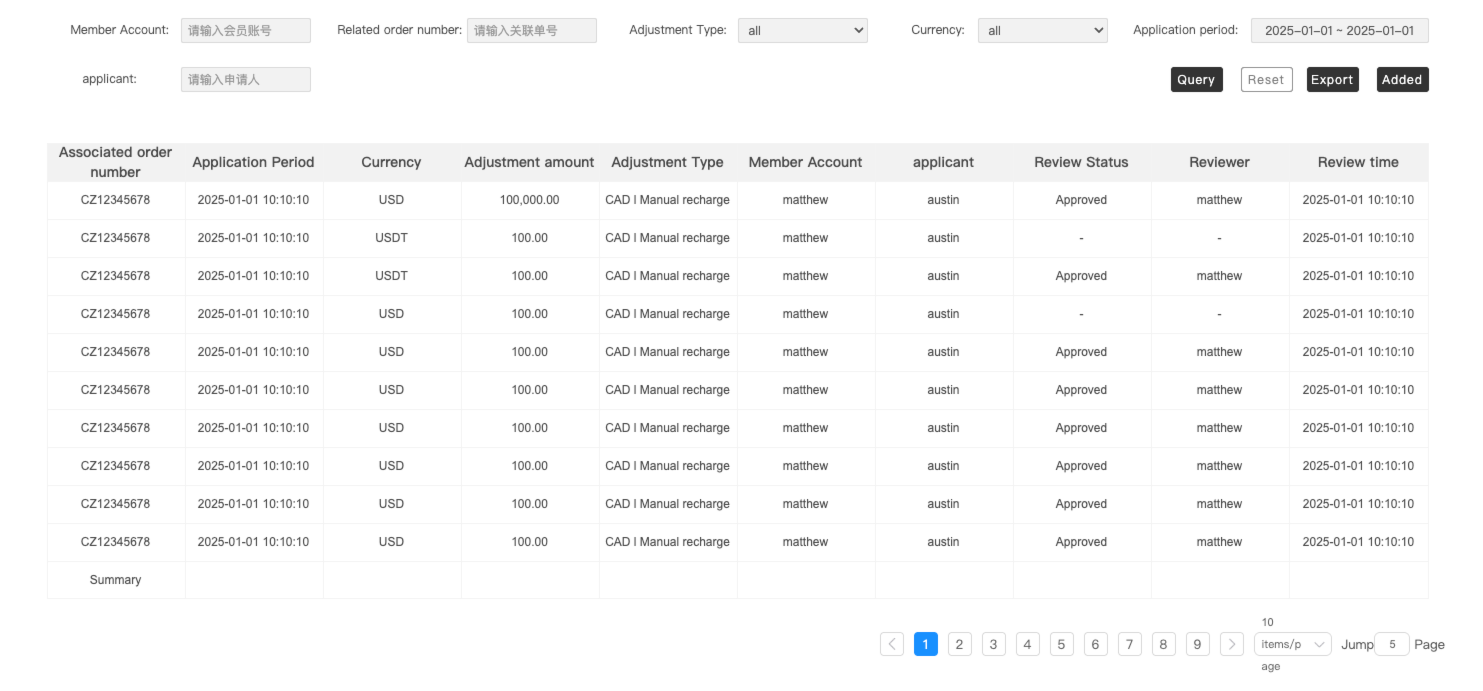 Member Account: 请输入会员账号 Related order number: 请输入关联单号 Adjustment Type: all Currency: all Application period: 2025-01-01 ~ 2025-01-01
applicant: 请输入申请人 Query Reset Export Added
Associated order number Application Period Currency Adjustment amount Adjustment Type Member Account applicant Review Status Reviewer Review time
CZ12345678 2025-01-01 10:10:10 USD 100,000.00 CAD | Manual recharge matthew austin Approved matthew 2025-01-01 10:10:10
CZ12345678 2025-01-01 10:10:10 USDT 100.00 CAD | Manual recharge matthew austin - - 2025-01-01 10:10:10
CZ12345678 2025-01-01 10:10:10 USDT 100.00 CAD | Manual recharge matthew austin Approved matthew 2025-01-01 10:10:10
CZ12345678 2025-01-01 10:10:10 USD 100.00 CAD | Manual recharge matthew austin - - 2025-01-01 10:10:10
CZ12345678 2025-01-01 10:10:10 USD 100.00 CAD | Manual recharge matthew austin Approved matthew 2025-01-01 10:10:10
CZ12345678 2025-01-01 10:10:10 USD 100.00 CAD | Manual recharge matthew austin Approved matthew 2025-01-01 10:10:10
CZ12345678 2025-01-01 10:10:10 USD 100.00 CAD | Manual recharge matthew austin Approved matthew 2025-01-01 10:10:10
CZ12345678 2025-01-01 10:10:10 USD 100.00 CAD | Manual recharge matthew austin Approved matthew 2025-01-01 10:10:10
CZ12345678 2025-01-01 10:10:10 USD 100.00 CAD | Manual recharge matthew austin Approved matthew 2025-01-01 10:10:10
CZ12345678 2025-01-01 10:10:10 USD 100.00 CAD | Manual recharge matthew austin Approved matthew 2025-01-01 10:10:10
Summary
1 2 3 4 5 6 7 8 9 10 items/page Jump 5 Page